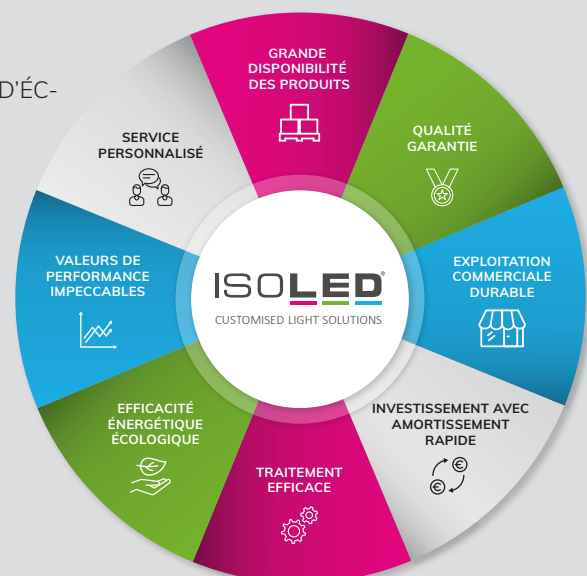 D'ÉC-
GRANDE
DISPONIBILITÉ
DES PRODUITS
QUALITÉ
GARANTIE
EXPLOITATION
COMMERCIALE
DURABLE
INVESTISSEMENT AVEC
AMORTISSEMENT
RAPIDE
TRAITEMENT
EFFICACE
EFFICACITÉ
ÉNERGÉTIQUE
ÉCOLOGIQUE
VALEURS DE
PERFORMANCE
IMPECCABLES
SERVICE
PERSONNALISÉ
ISOLED®
CUSTOMISED LIGHT SOLUTIONS